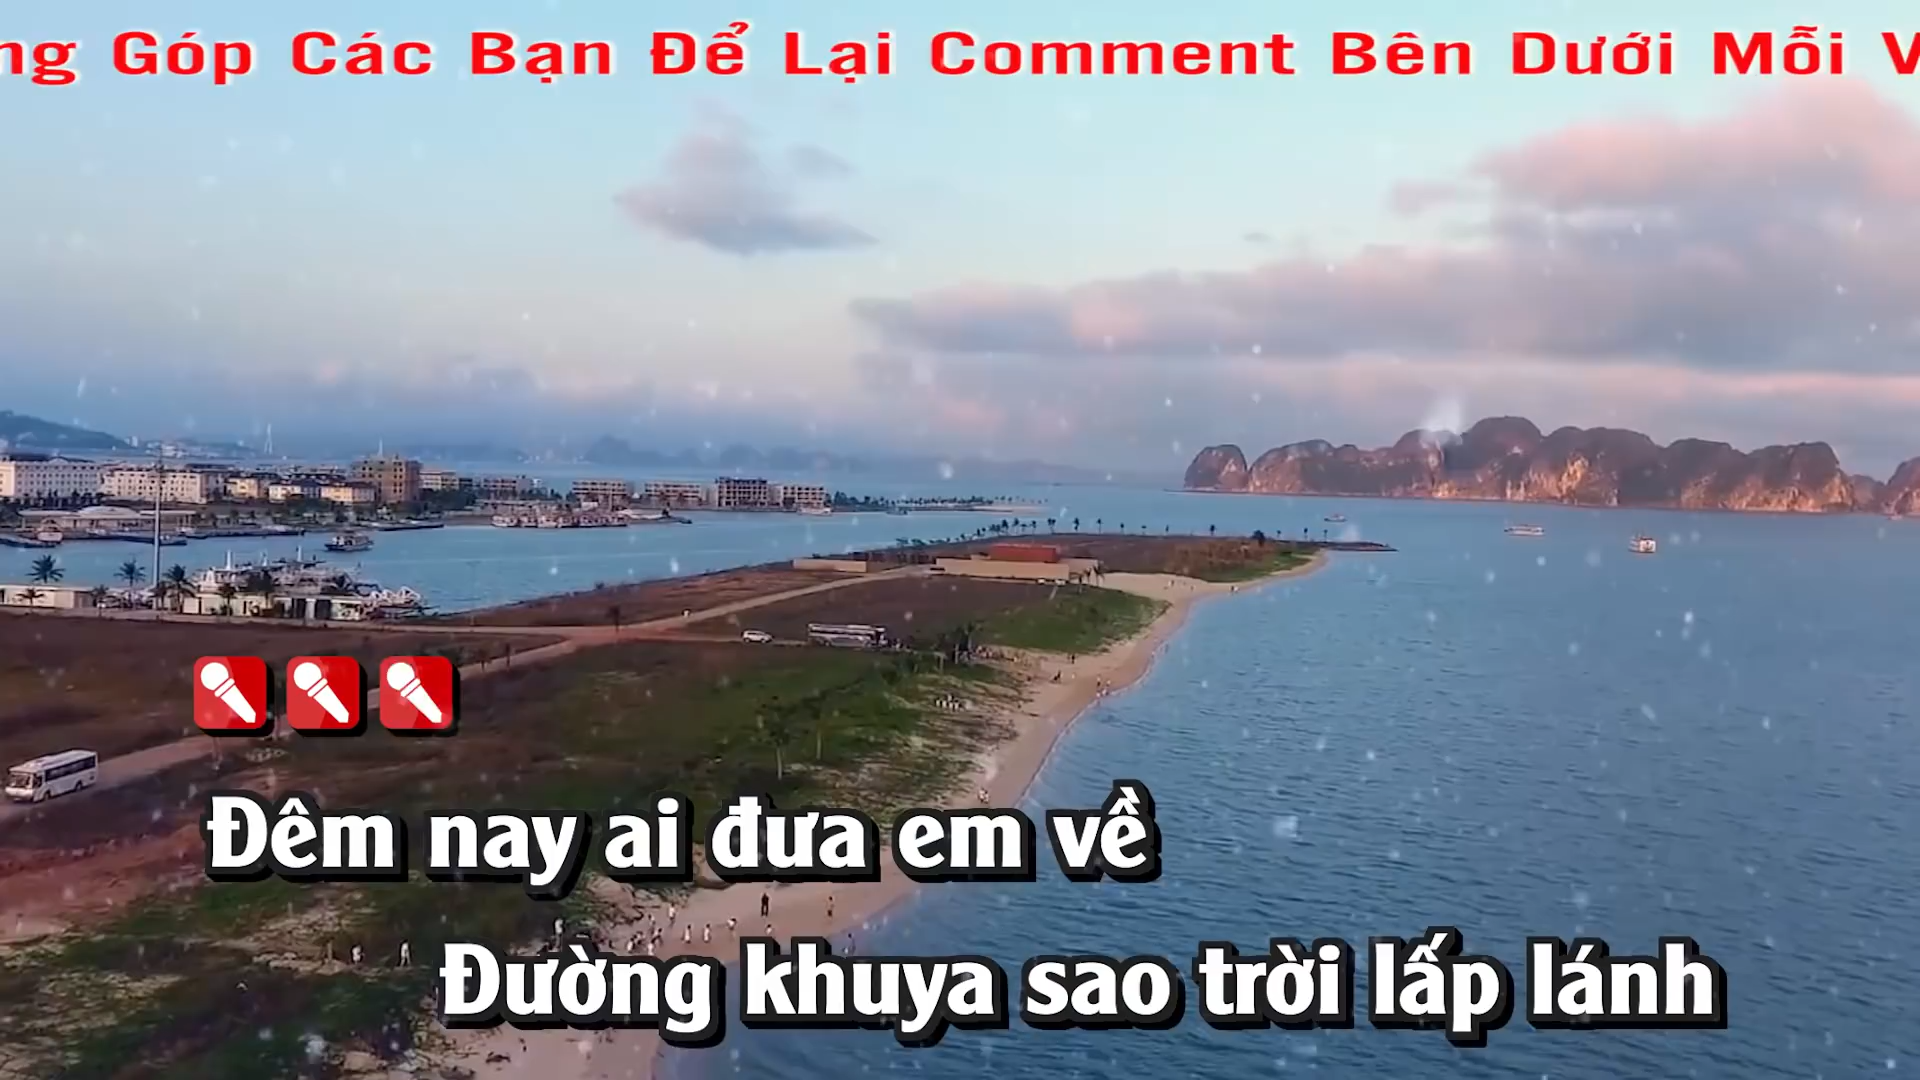 Góp Các Bạn Để Lại Comment Bên Dưới Mỗi
Đêm nay ai đưa em về
Đường khuya sao trời lấp lánh